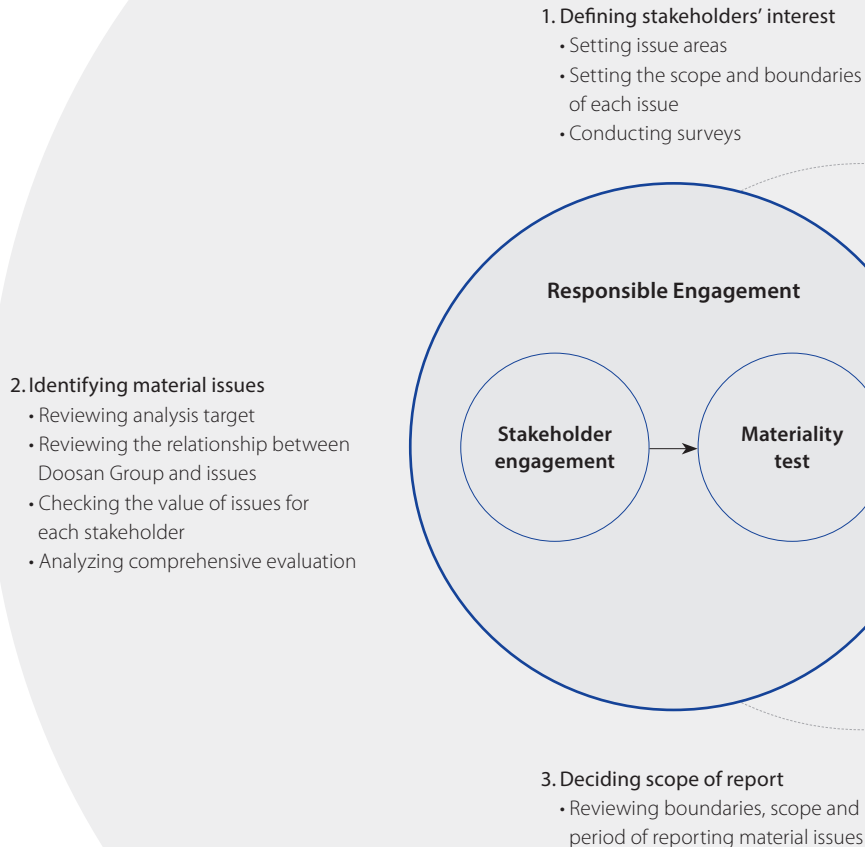 1. Defining stakeholders’ interest
• Setting issue areas
• Setting the scope and boundaries
of each issue
• Conducting surveys
Responsible Engagement
Stakeholder
engagement
Materiality
test
2. Identifying material issues
• Reviewing analysis target
• Reviewing the relationship between
Doosan Group and issues
• Checking the value of issues for
each stakeholder
• Analyzing comprehensive evaluation
3. Deciding scope of report
• Reviewing boundaries, scope and
period of reporting material issues